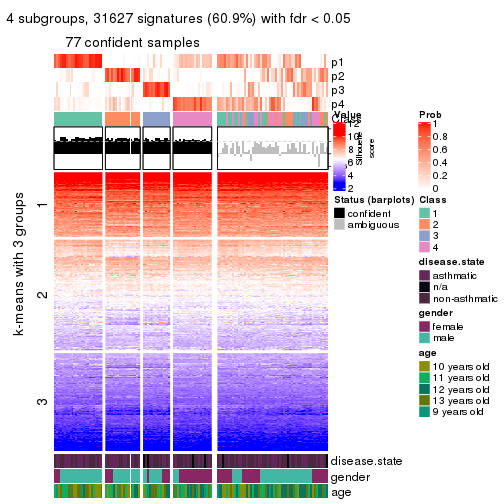 4 subgroups, 31627 signatures (60.9%) with fdr < 0.05
77 confident samples
p1
p2
p3
p4
Class
Silhouette
score
k-means with 3 groups
1
2
3
disease.state
gender
age
Value
12
10
8
6
4
2
Status (barplots)
confident
ambiguous
Prob
1
0.8
0.6
0.4
0.2
0
Class
1
2
3
4
disease.state
asthmatic
n/a
non-asthmatic
gender
female
male
age
10 years old
11 years old
12 years old
13 years old
9 years old